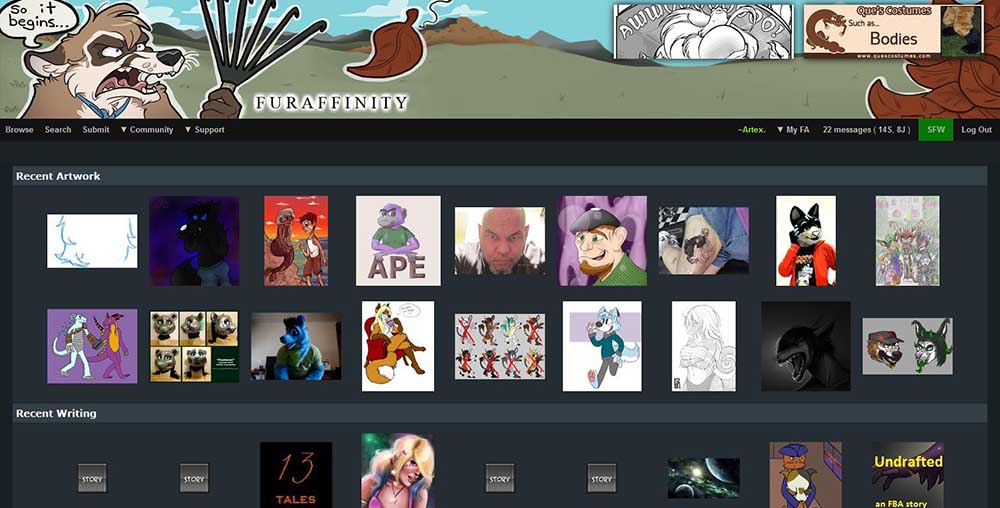 So it
begins...
FURAFFINITY
Que's Costumes
Such as...
Bodies
www.quescostumes.com
Browse Search Submit ▼ Community ▼ Support ~Artex. ▼ My FA 22 messages ( 14S, 8J ) SFW Log Out
Recent Artwork
APE
Recent Writing
STORY STORY 13 TALES STORY STORY Undrafted
an FBA story